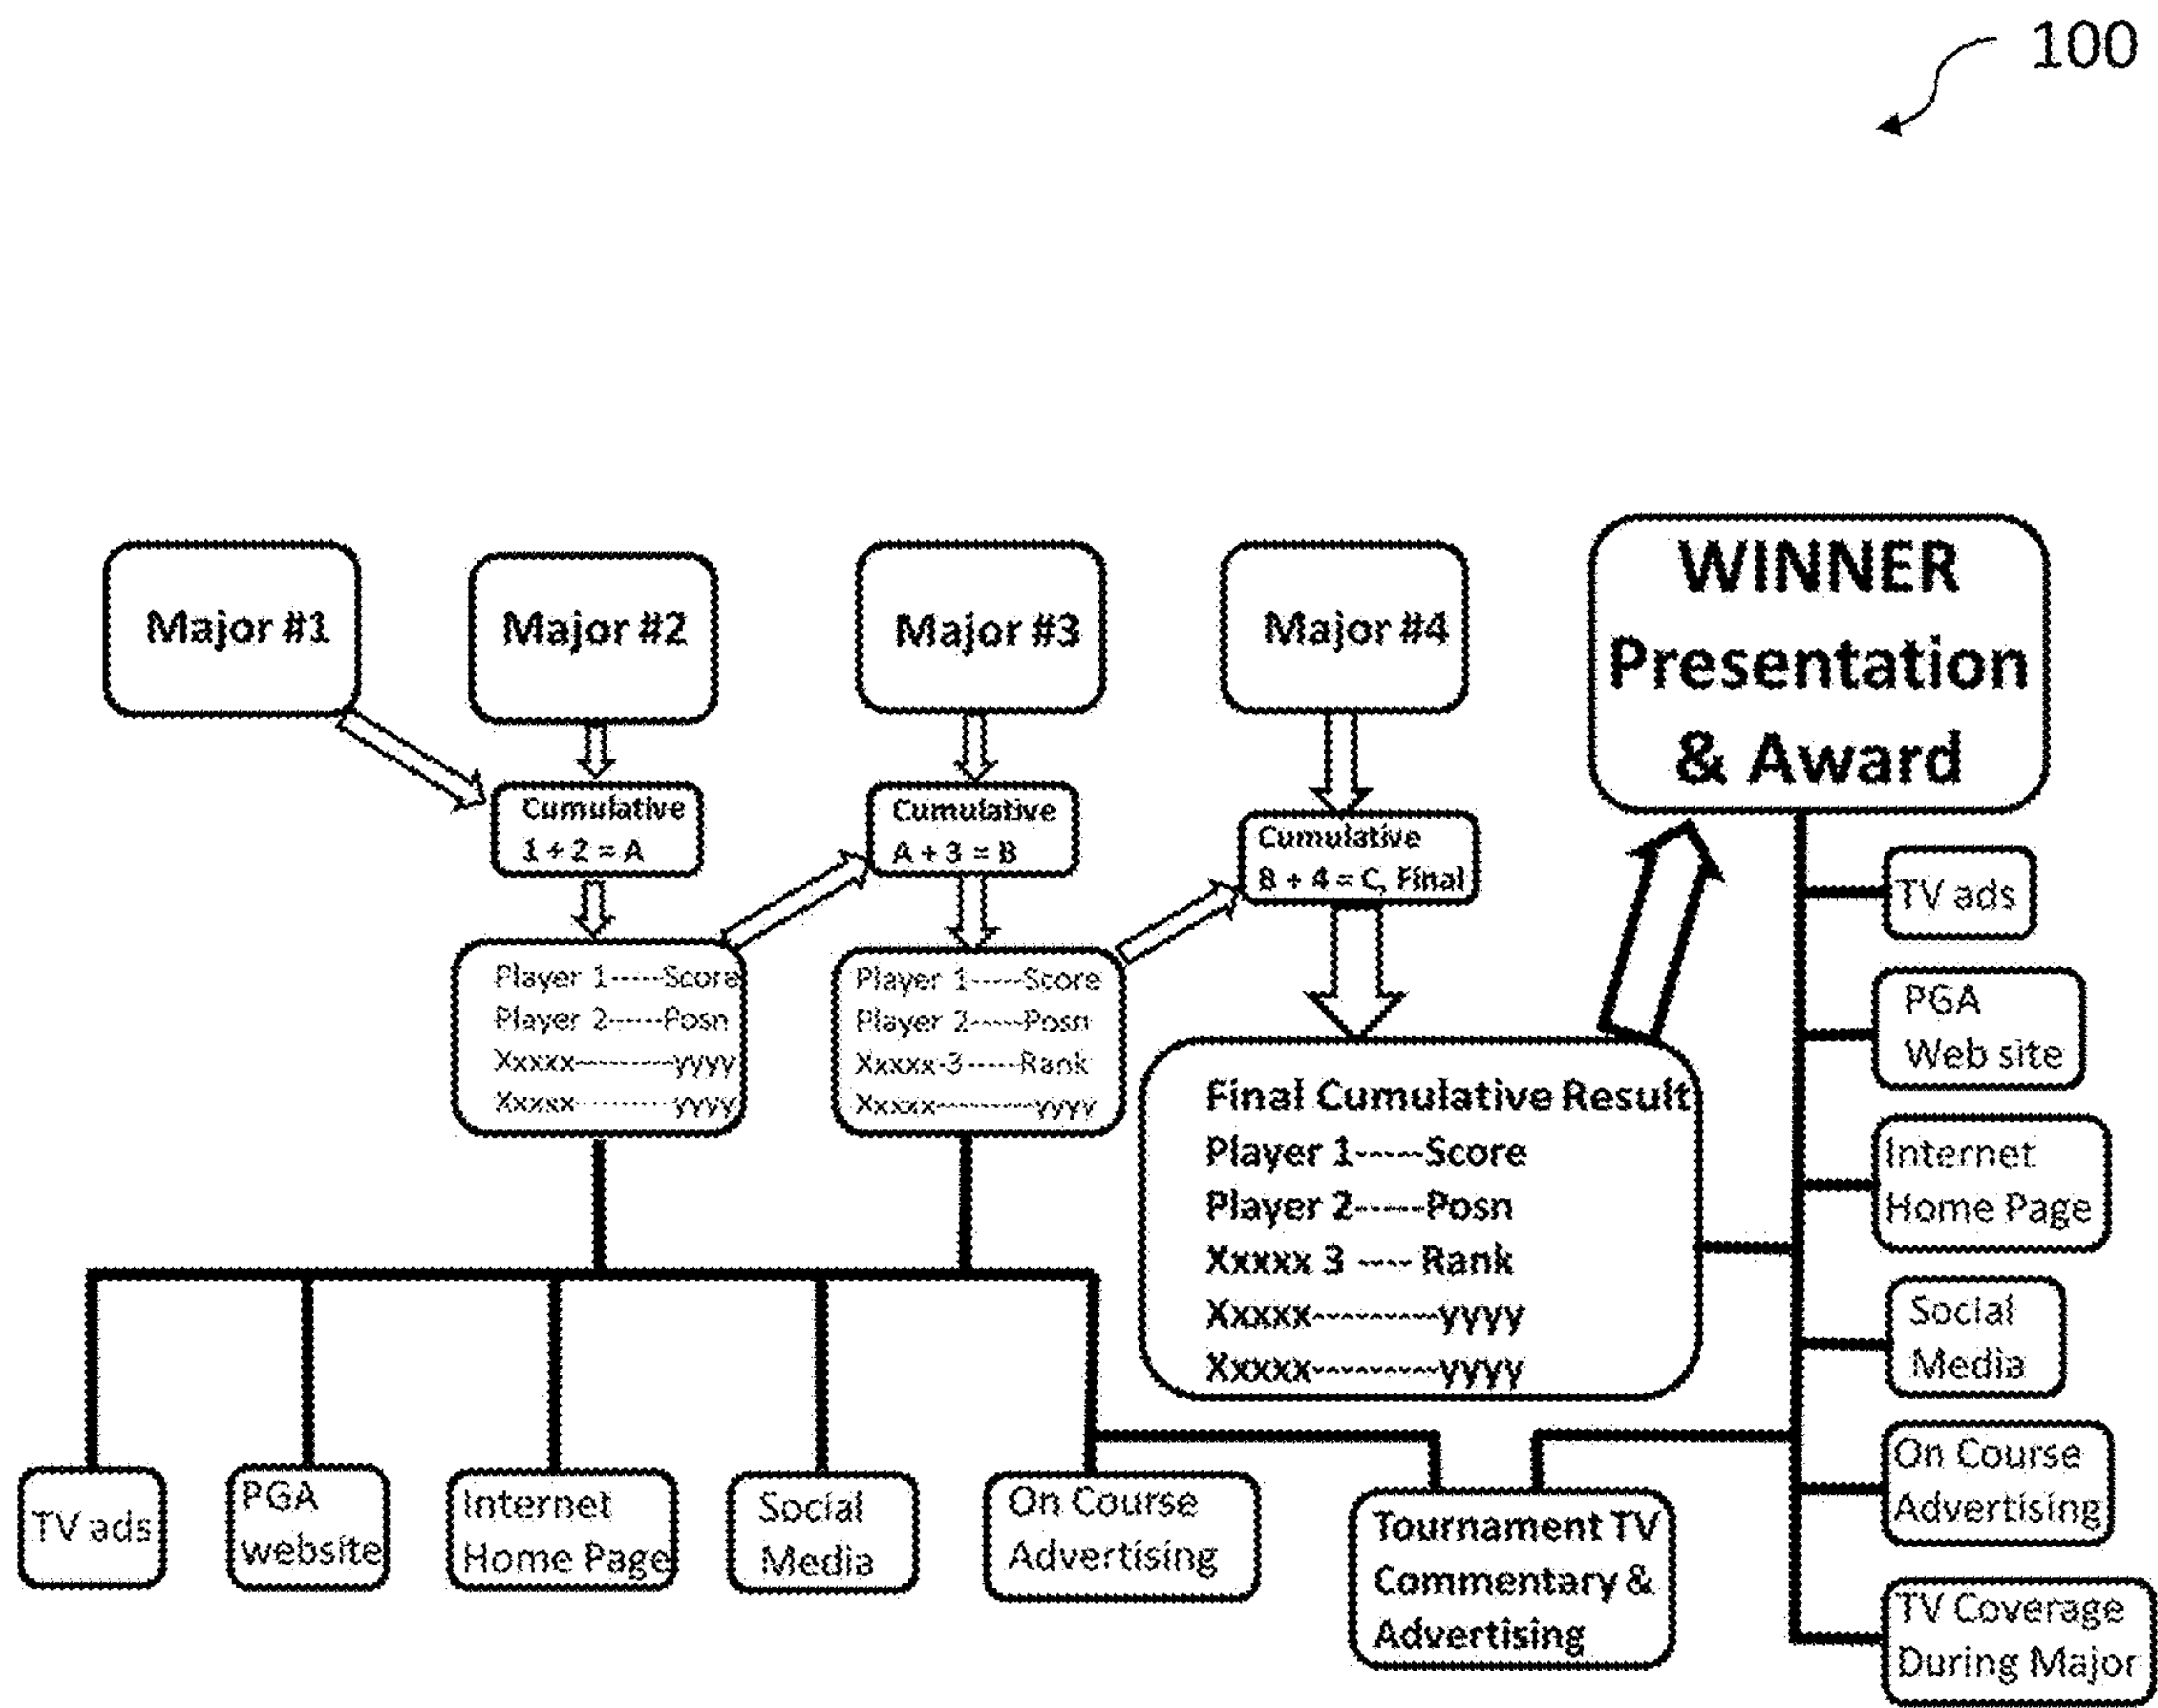 100
Major #1
Major #2
Major #3
Major #4
WINNER
Presentation
& Award
Cumulative
1 + 2 = A
Cumulative
A + 3 = B
Cumulative
B + 4 = C, Final
Player 1-----Score
Player 2------Posn
Xxxxx---------yyyy
Xxxxx---------yyyy
Player 1-----Score
Player 2-----Posn
Xxxxx-3-----Rank
Xxxxx---------yyyy
Final Cumulative Result
Player 1-----Score
Player 2-----Posn
Xxxxx 3 ---- Rank
Xxxxx---------yyyy
Xxxxx---------yyyy
TV ads
PGA
Web site
Internet
Home Page
Social
Media
On Course
Advertising
TV Coverage
During Major
TV ads
PGA
website
Internet
Home Page
Social
Media
On Course
Advertising
Tournament TV
Commentary &
Advertising